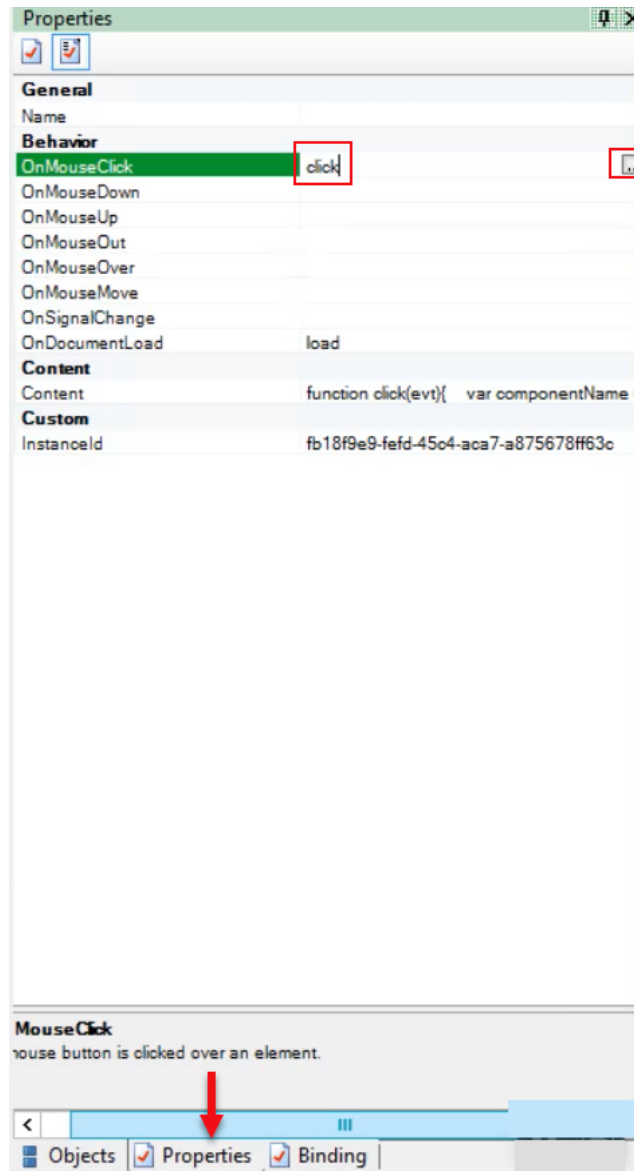 Properties
General
Name
Behavior
OnMouseClick click ...
OnMouseDown
OnMouseUp
OnMouseOut
OnMouseOver
OnMouseMove
OnSignalChange
OnDocumentLoad load
Content
Content function click(evt){ var componentName
Custom
InstanceId fb18f9e9-fefd-45c4-aca7-a875678ff63c
MouseClick
mouse button is clicked over an element.
Objects Properties Binding